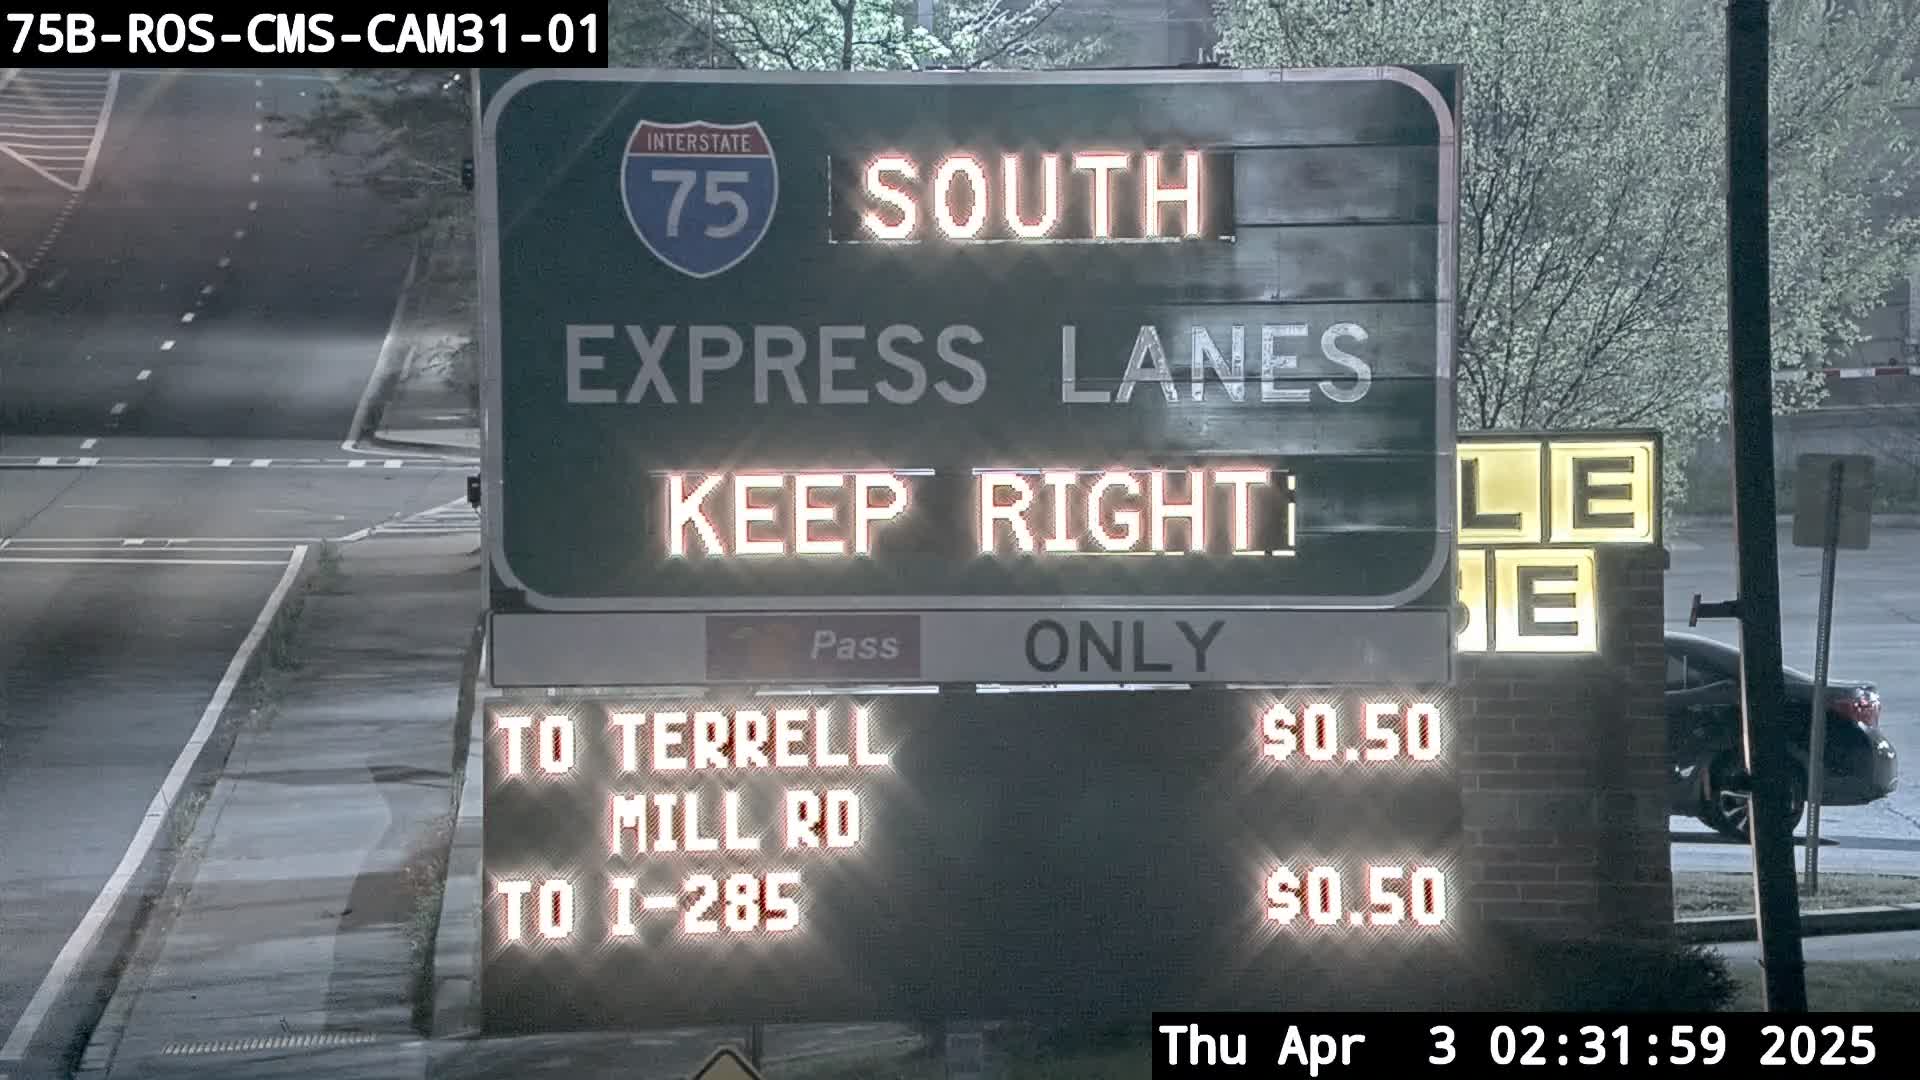 75B-ROS-CMS-CAM31-01
INTERSTATE
75
SOUTH
EXPRESS LANES
KEEP RIGHT
LE
E
Pass ONLY
TO TERRELL $0.50
MILL RD
TO I-285 $0.50
Thu Apr 3 02:31:59 2025